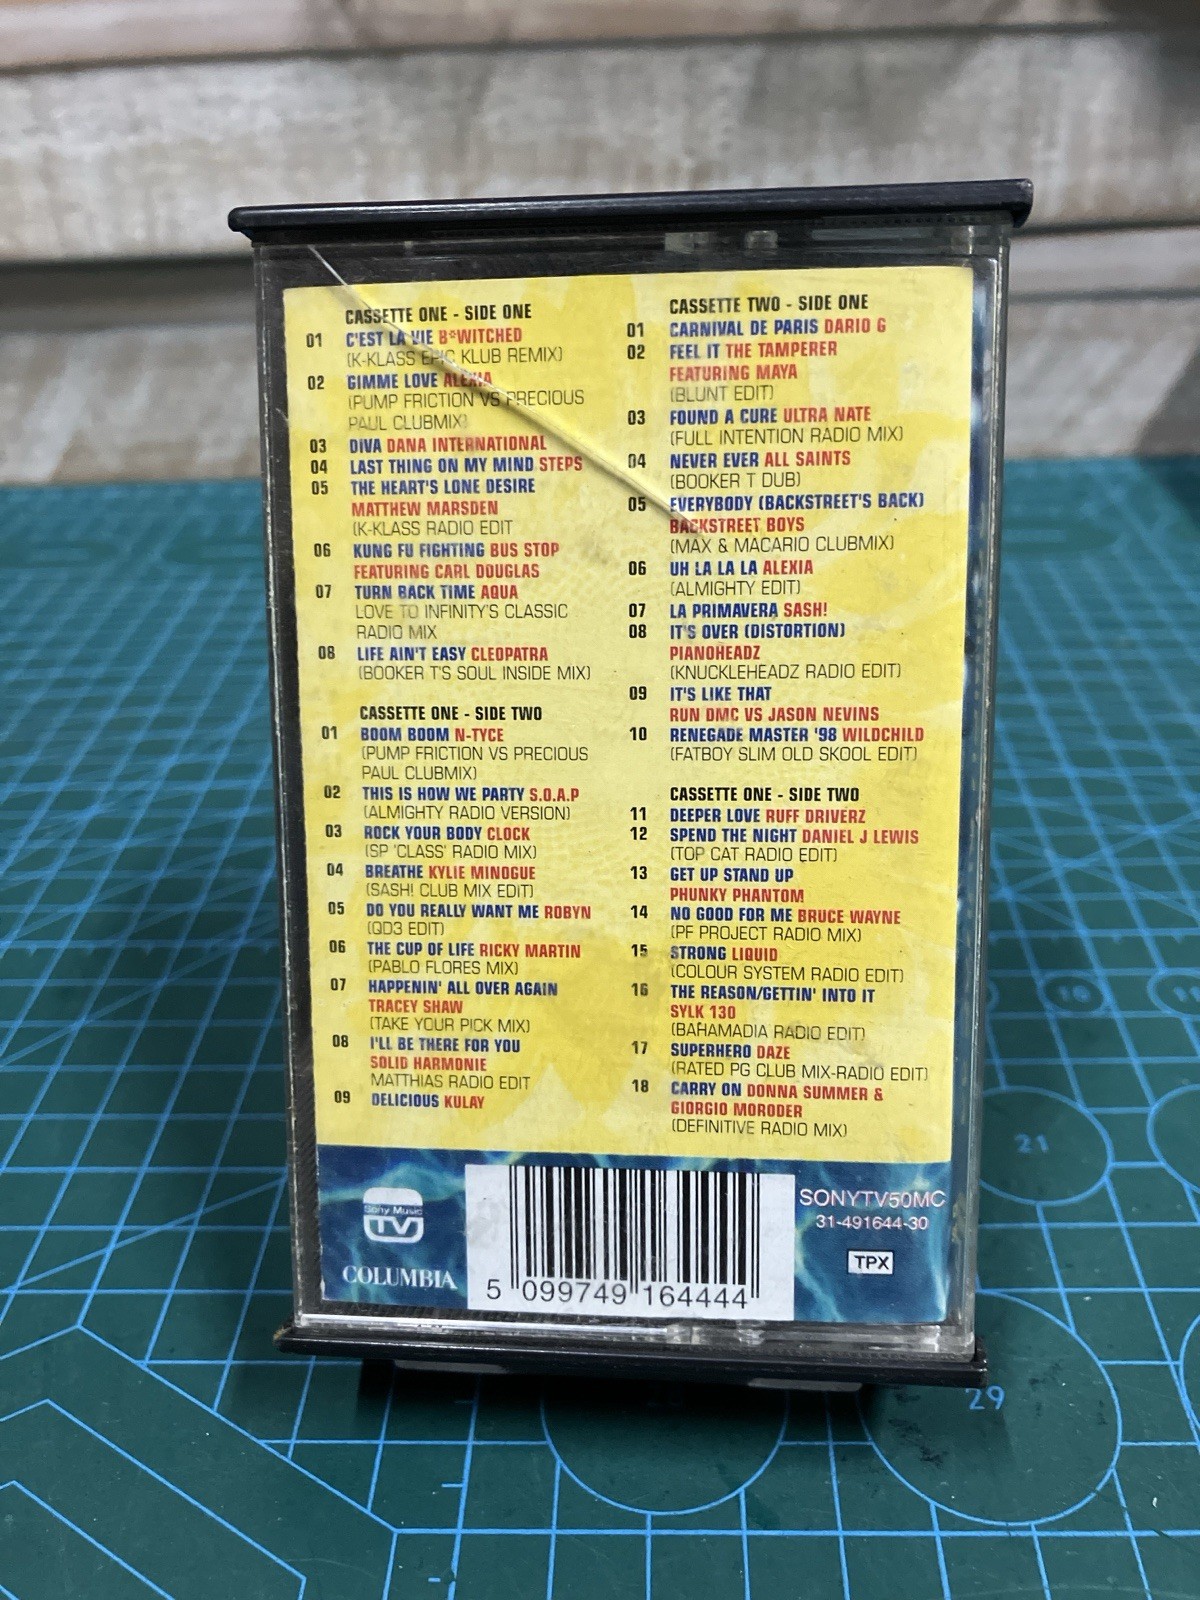 CASSETTE ONE - SIDE ONE
01 C'EST LA VIE B*WITCHED
(K-KLASS EPIC KLUB REMIX)
02 GIMME LOVE ALEXIA
(PUMP FRICTION VS PRECIOUS
PAUL CLUBMIX)
03 DIVA DANA INTERNATIONAL
04 LAST THING ON MY MIND STEPS
05 THE HEART'S LONE DESIRE
MATTHEW MARSDEN
(K-KLASS RADIO EDIT
06 KUNG FU FIGHTING BUS STOP
FEATURING CARL DOUGLAS
07 TURN BACK TIME AQUA
LOVE TO INFINITY'S CLASSIC
RADIO MIX
08 LIFE AIN'T EASY CLEOPATRA
(BOOKER T'S SOUL INSIDE MIX)
CASSETTE ONE - SIDE TWO
01 BOOM BOOM N-TYCE
(PUMP FRICTION VS PRECIOUS
PAUL CLUBMIX)
02 THIS IS HOW WE PARTY S.O.A.P
(ALMIGHTY RADIO VERSION)
03 ROCK YOUR BODY CLOCK
(SP 'CLASS' RADIO MIX)
04 BREATHE KYLIE MINOGUE
(SASH! CLUB MIX EDIT)
05 DO YOU REALLY WANT ME ROBYN
(QD3 EDIT)
06 THE CUP OF LIFE RICKY MARTIN
(PABLO FLORES MIX)
07 HAPPENIN' ALL OVER AGAIN
TRACEY SHAW
(TAKE YOUR PICK MIX)
08 I'LL BE THERE FOR YOU
SOLID HARMONIE
MATTHIAS RADIO EDIT
09 DELICIOUS KULAY
CASSETTE TWO - SIDE ONE
01 CARNIVAL DE PARIS DARIO G
02 FEEL IT THE TAMPERER
FEATURING MAYA
(BLUNT EDIT)
03 FOUND A CURE ULTRA NATE
(FULL INTENTION RADIO MIX)
04 NEVER EVER ALL SAINTS
(BOOKER T DUB)
05 EVERYBODY (BACKSTREET'S BACK)
BACKSTREET BOYS
(MAX & MACARIO CLUBMIX)
06 UH LA LA LA ALEXIA
(ALMIGHTY EDIT)
07 LA PRIMAVERA SASH!
08 IT'S OVER (DISTORTION)
PIANOHEADZ
(KNUCKLEHEADZ RADIO EDIT)
09 IT'S LIKE THAT
RUN DMC VS JASON NEVINS
10 RENEGADE MASTER '98 WILDCHILD
(FATBOY SLIM OLD SKOOL EDIT)
CASSETTE ONE - SIDE TWO
11 DEEPER LOVE RUFF DRIVERZ
12 SPEND THE NIGHT DANIEL J LEWIS
(TOP CAT RADIO EDIT)
13 GET UP STAND UP
PHUNKY PHANTOM
14 NO GOOD FOR ME BRUCE WAYNE
(PF PROJECT RADIO MIX)
15 STRONG LIQUID
(COLOUR SYSTEM RADIO EDIT)
16 THE REASON/GETTIN' INTO IT
SYLK 130
(BAHAMADIA RADIO EDIT)
17 SUPERHERO DAZE
(RATED PG CLUB MIX-RADIO EDIT)
18 CARRY ON DONNA SUMMER &
GIORGIO MORODER
(DEFINITIVE RADIO MIX)
Sony Music
TV
COLUMBIA
5 099749 164444
SONYTV50MC
31-491644-30
TPX
10
21
29